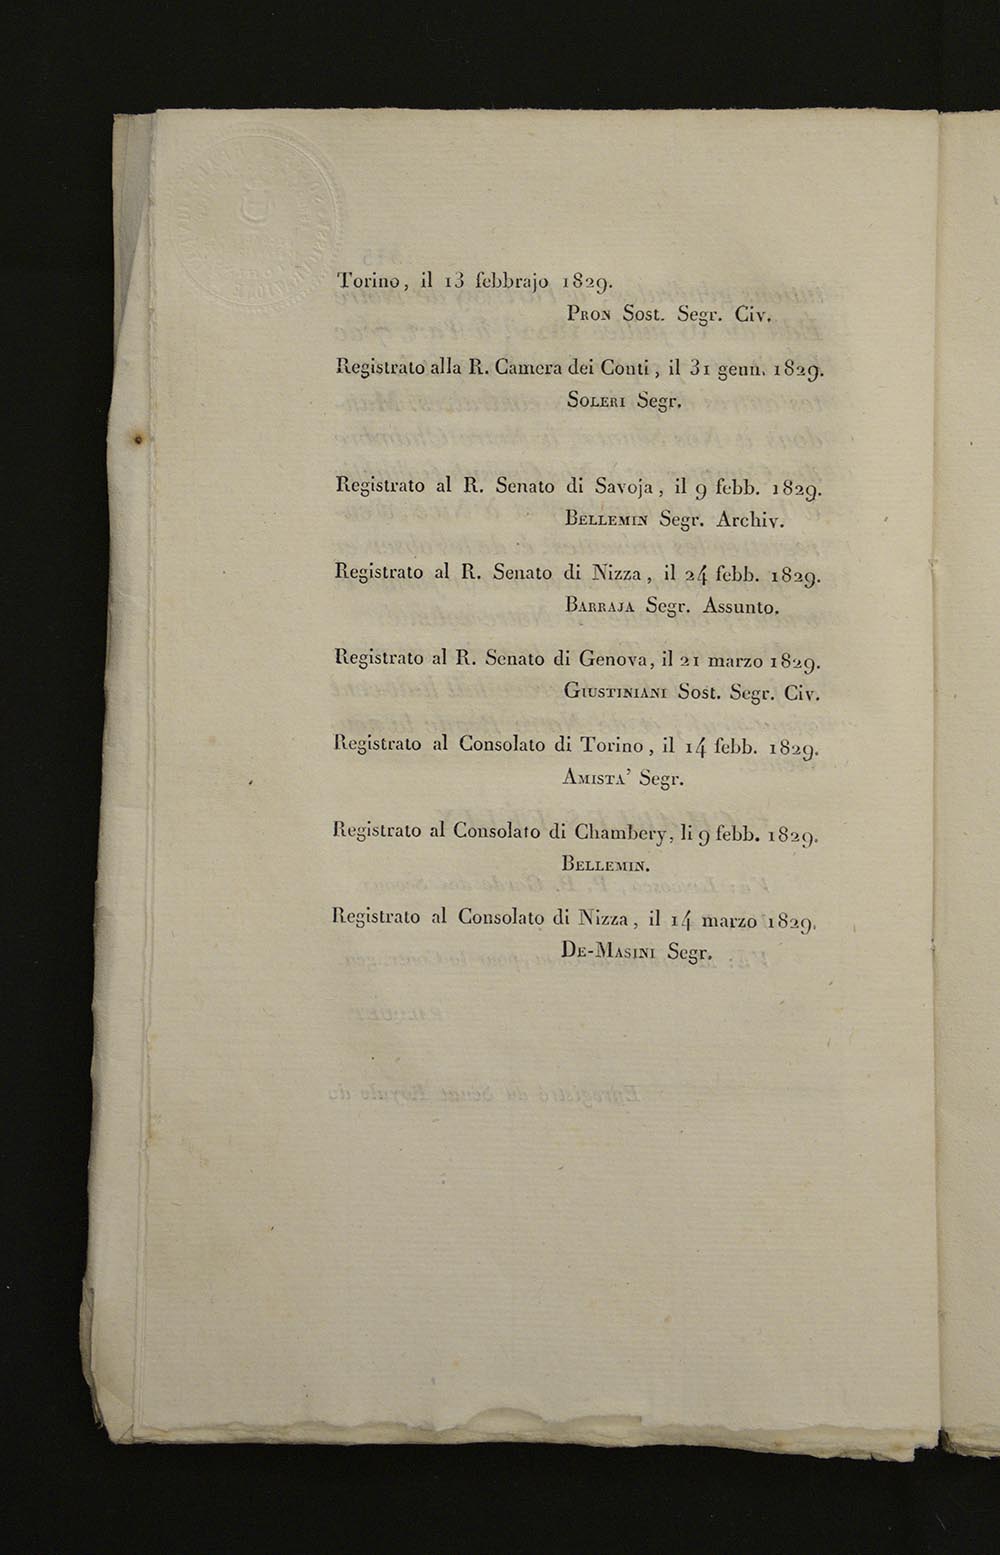 Torino, il 13 febbrajo 1829.
PRON Sost. Segr. Civ.
Registrato alla R. Camera dei Conti, il 31 genn. 1829.
SOLERI Segr.
Registrato al R. Senato di Savoja, il 9 febb. 1829.
BELLEMIN Segr. Archiv.
Registrato al R. Senato di Nizza, il 24 febb. 1829.
BARRAJA Segr. Assunto.
Registrato al R. Senato di Genova, il 21 marzo 1829.
GIUSTINIANI Sost. Segr. Civ.
Registrato al Consolato di Torino, il 14 febb. 1829.
AMISTA' Segr.
Registrato al Consolato di Chambery, li 9 febb. 1829.
BELLEMIN.
Registrato al Consolato di Nizza, il 14 marzo 1829.
DE-MASINI Segr.